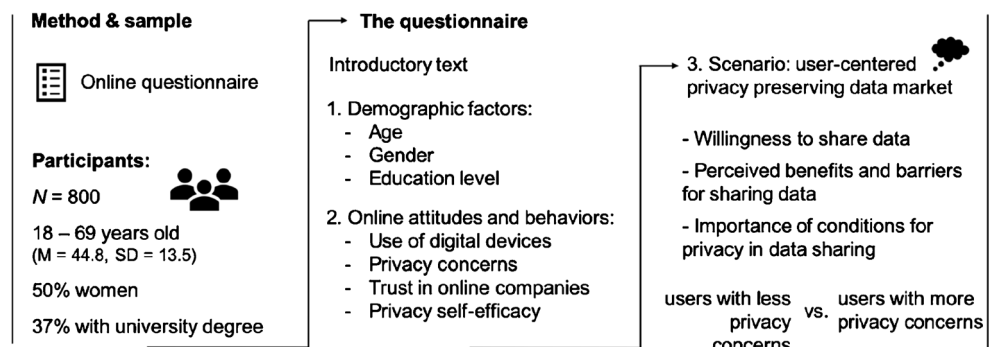 Method & sample
Online questionnaire
Participants:
N = 800
18 – 69 years old
(M = 44.8, SD = 13.5)
50% women
37% with university degree
The questionnaire
Introductory text
1. Demographic factors:
- Age
- Gender
- Education level
2. Online attitudes and behaviors:
- Use of digital devices
- Privacy concerns
- Trust in online companies
- Privacy self-efficacy
3. Scenario: user-centered
privacy preserving data market
- Willingness to share data
- Perceived benefits and barriers
for sharing data
- Importance of conditions for
privacy in data sharing
users with less
privacy
concerns
vs.
users with more
privacy concerns